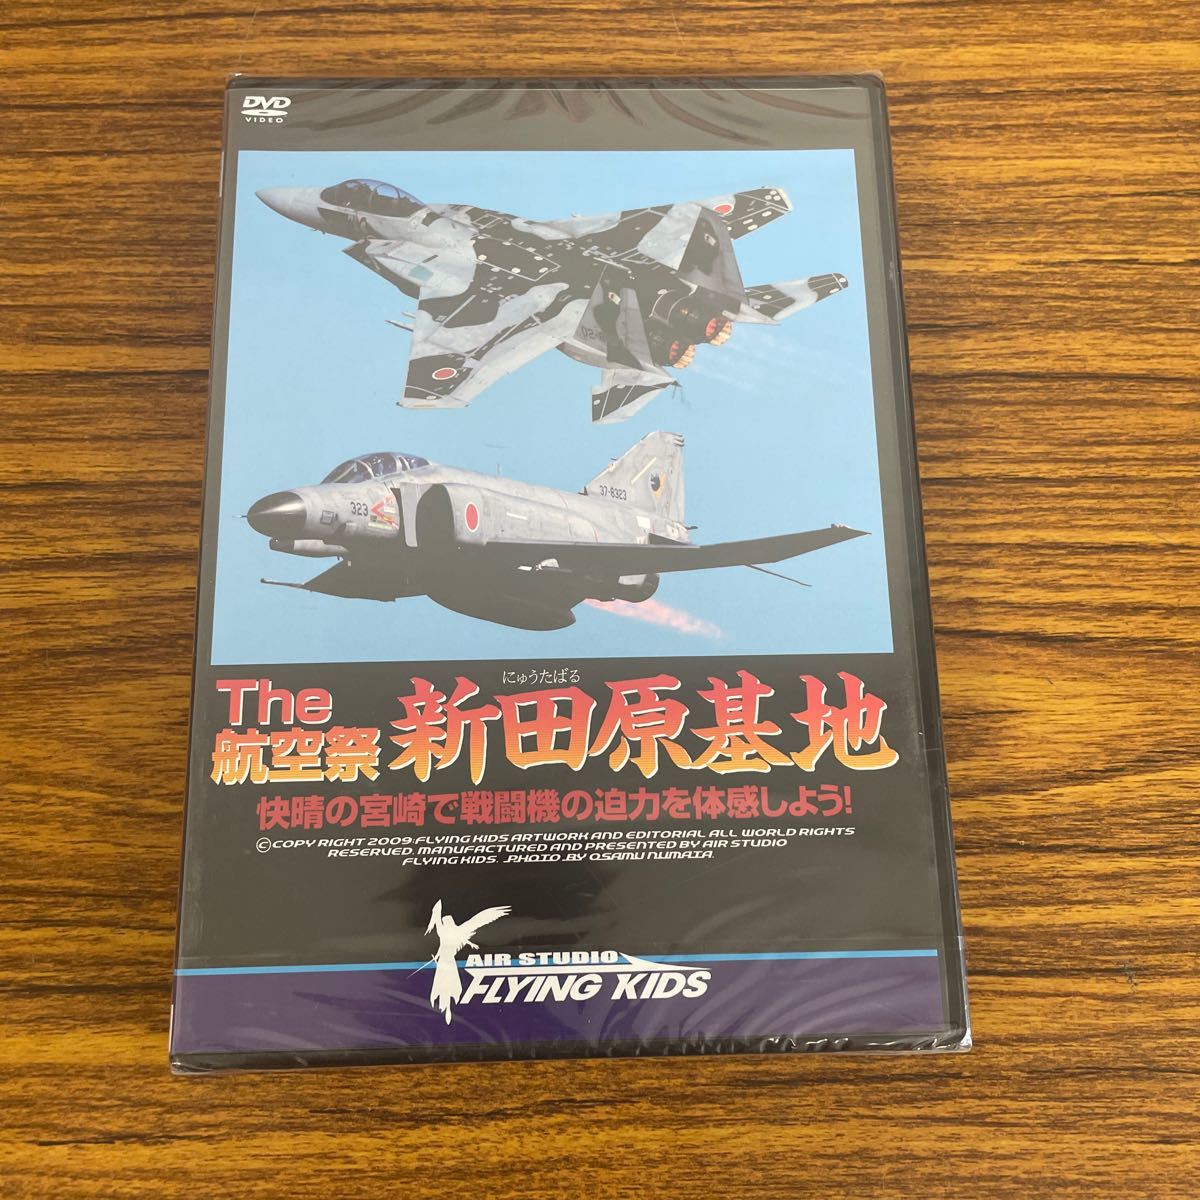 DVD
VIDEO
37-8323
323
にゅうたばる
The
航空祭 新田原基地
快晴の宮崎で戦闘機の迫力を体感しよう!
©COPY RIGHT 2009:FLYING KIDS ARTWORK AND EDITORIAL ALL WORLD RIGHTS
RESERVED. MANUFACTURED AND PRESENTED BY AIR STUDIO
FLYING KIDS. PHOTO BY OSAMU NUMATA.
AIR STUDIO
FLYING KIDS